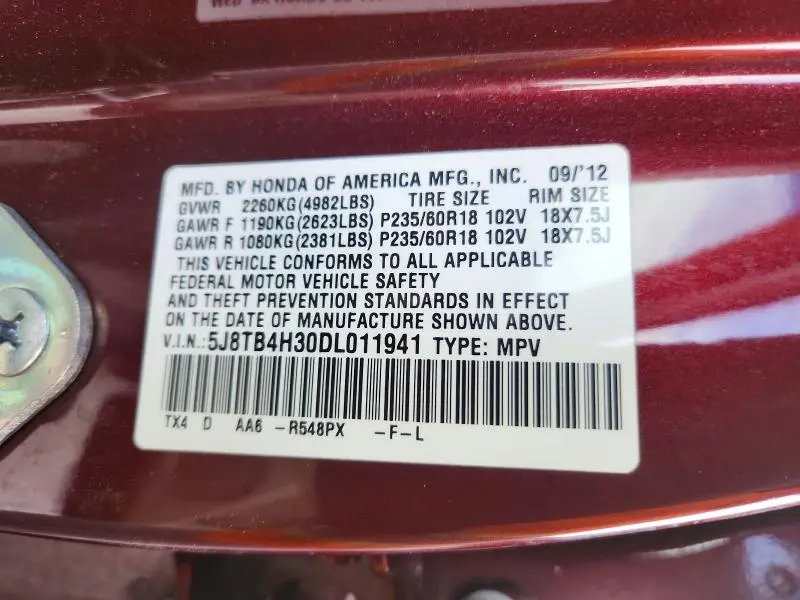 MFD. BY HONDA OF AMERICA MFG., INC. 09/'12
GVWR 2260KG(4982LBS) TIRE SIZE RIM SIZE
GAWR F 1190KG(2623LBS) P235/60R18 102V 18X7.5J
GAWR R 1080KG(2381LBS) P235/60R18 102V 18X7.5J
THIS VEHICLE CONFORMS TO ALL APPLICABLE
FEDERAL MOTOR VEHICLE SAFETY
AND THEFT PREVENTION STANDARDS IN EFFECT
ON THE DATE OF MANUFACTURE SHOWN ABOVE.
V.I.N.:5J8TB4H30DL011941 TYPE: MPV
TX4 D AA6 -R548PX -F-L